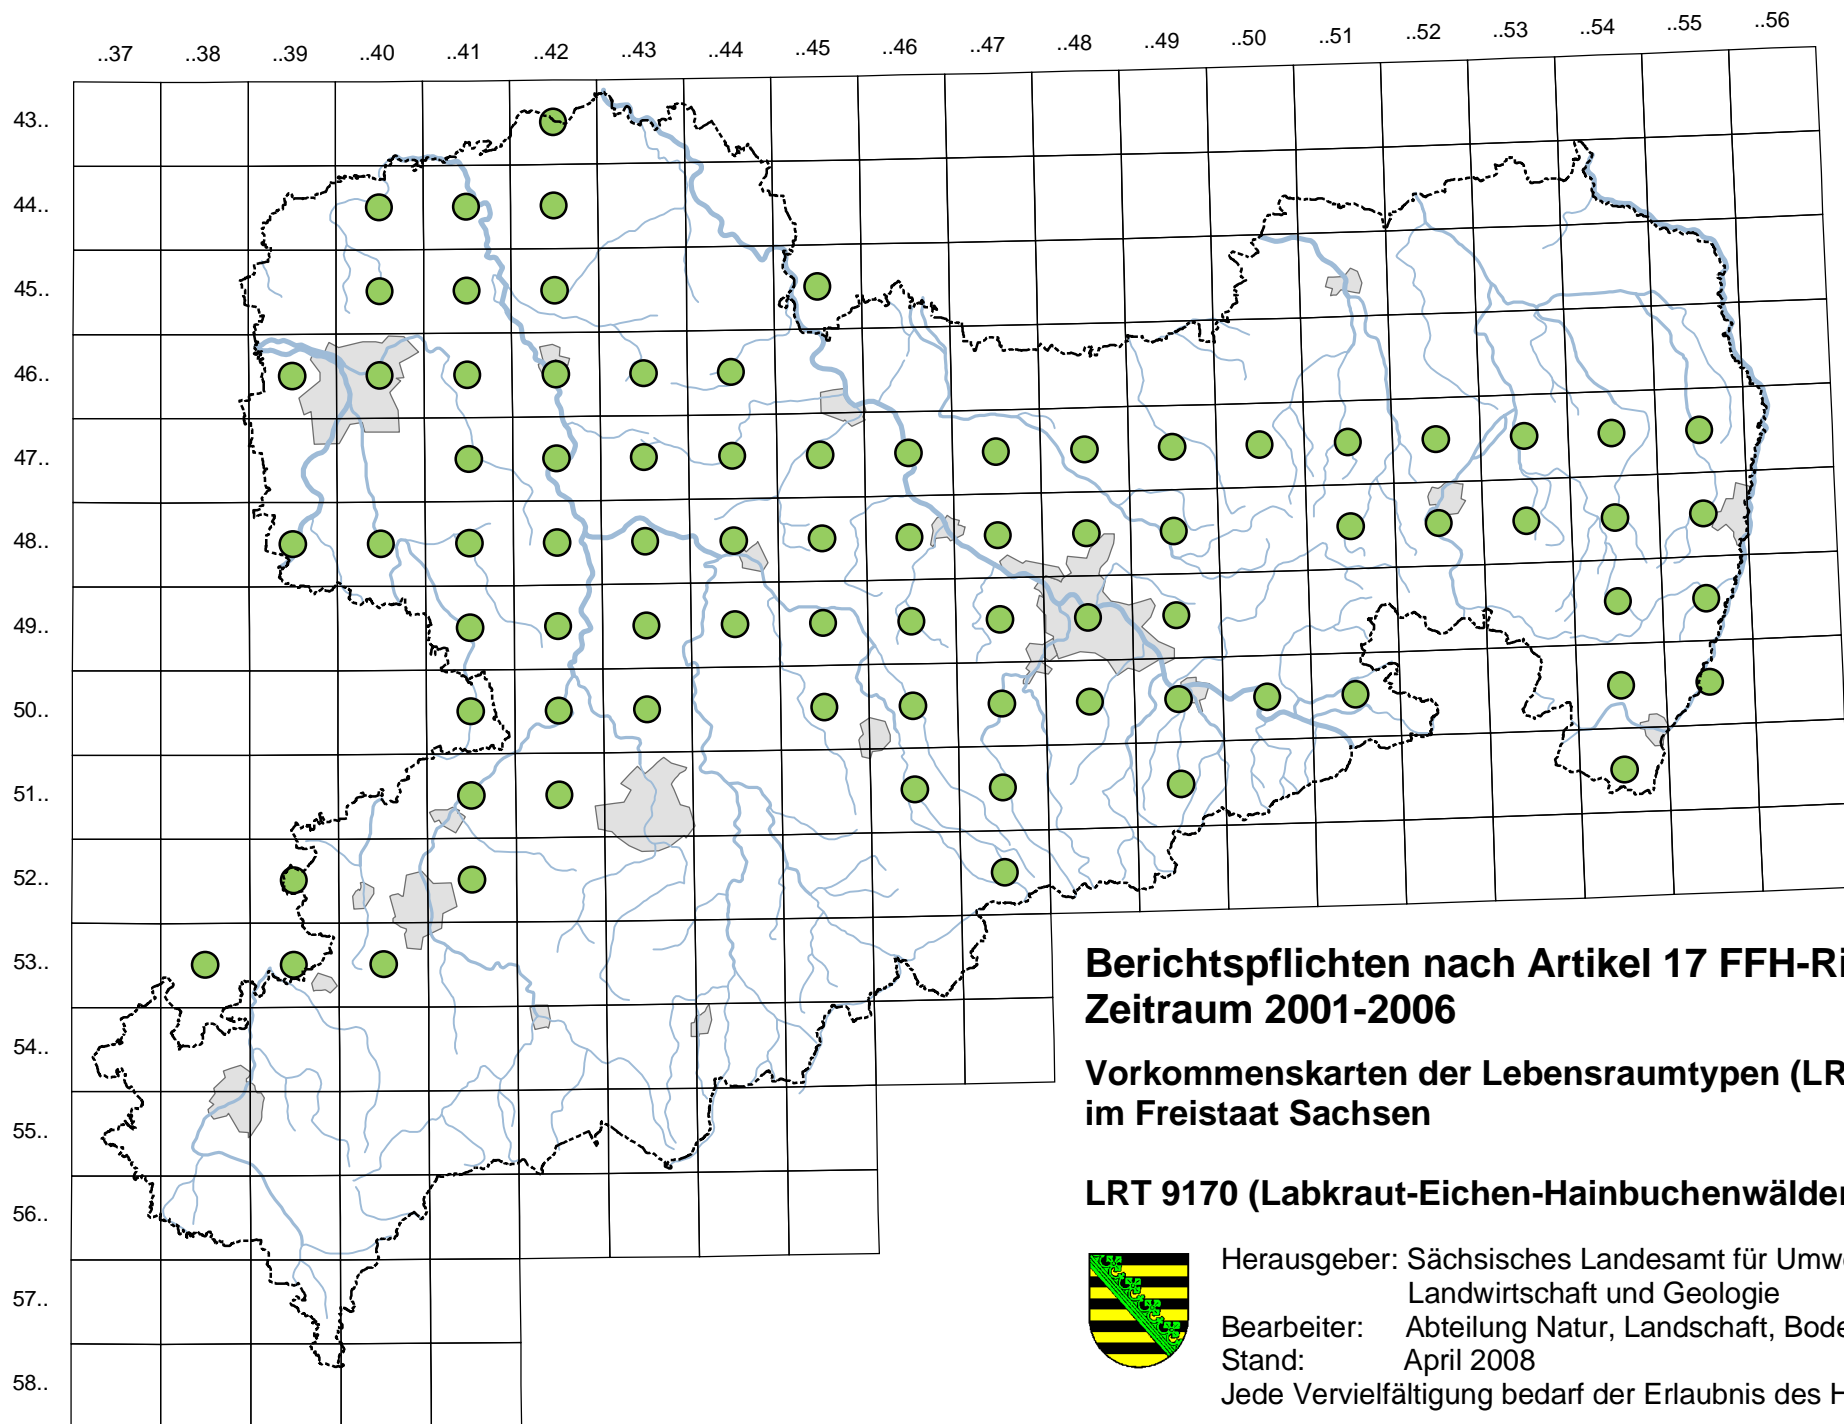 ..37 ..38 ..39 ..40 ..41 ..42 ..43 ..44 ..45 ..46 ..47 ..48 ..49 ..50 ..51 ..52 ..53 ..54 ..55 ..56
43..
44..
45..
46..
47..
48..
49..
50..
51..
52..
53..
54..
55..
56..
57..
58..
Berichtspflichten nach Artikel 17 FFH-Ri
Zeitraum 2001-2006
Vorkommenskarten der Lebensraumtypen (LR
im Freistaat Sachsen
LRT 9170 (Labkraut-Eichen-Hainbuchenwälder
Herausgeber: Sächsisches Landesamt für Umwe
Landwirtschaft und Geologie
Bearbeiter: Abteilung Natur, Landschaft, Bode
Stand: April 2008
Jede Vervielfältigung bedarf der Erlaubnis des H